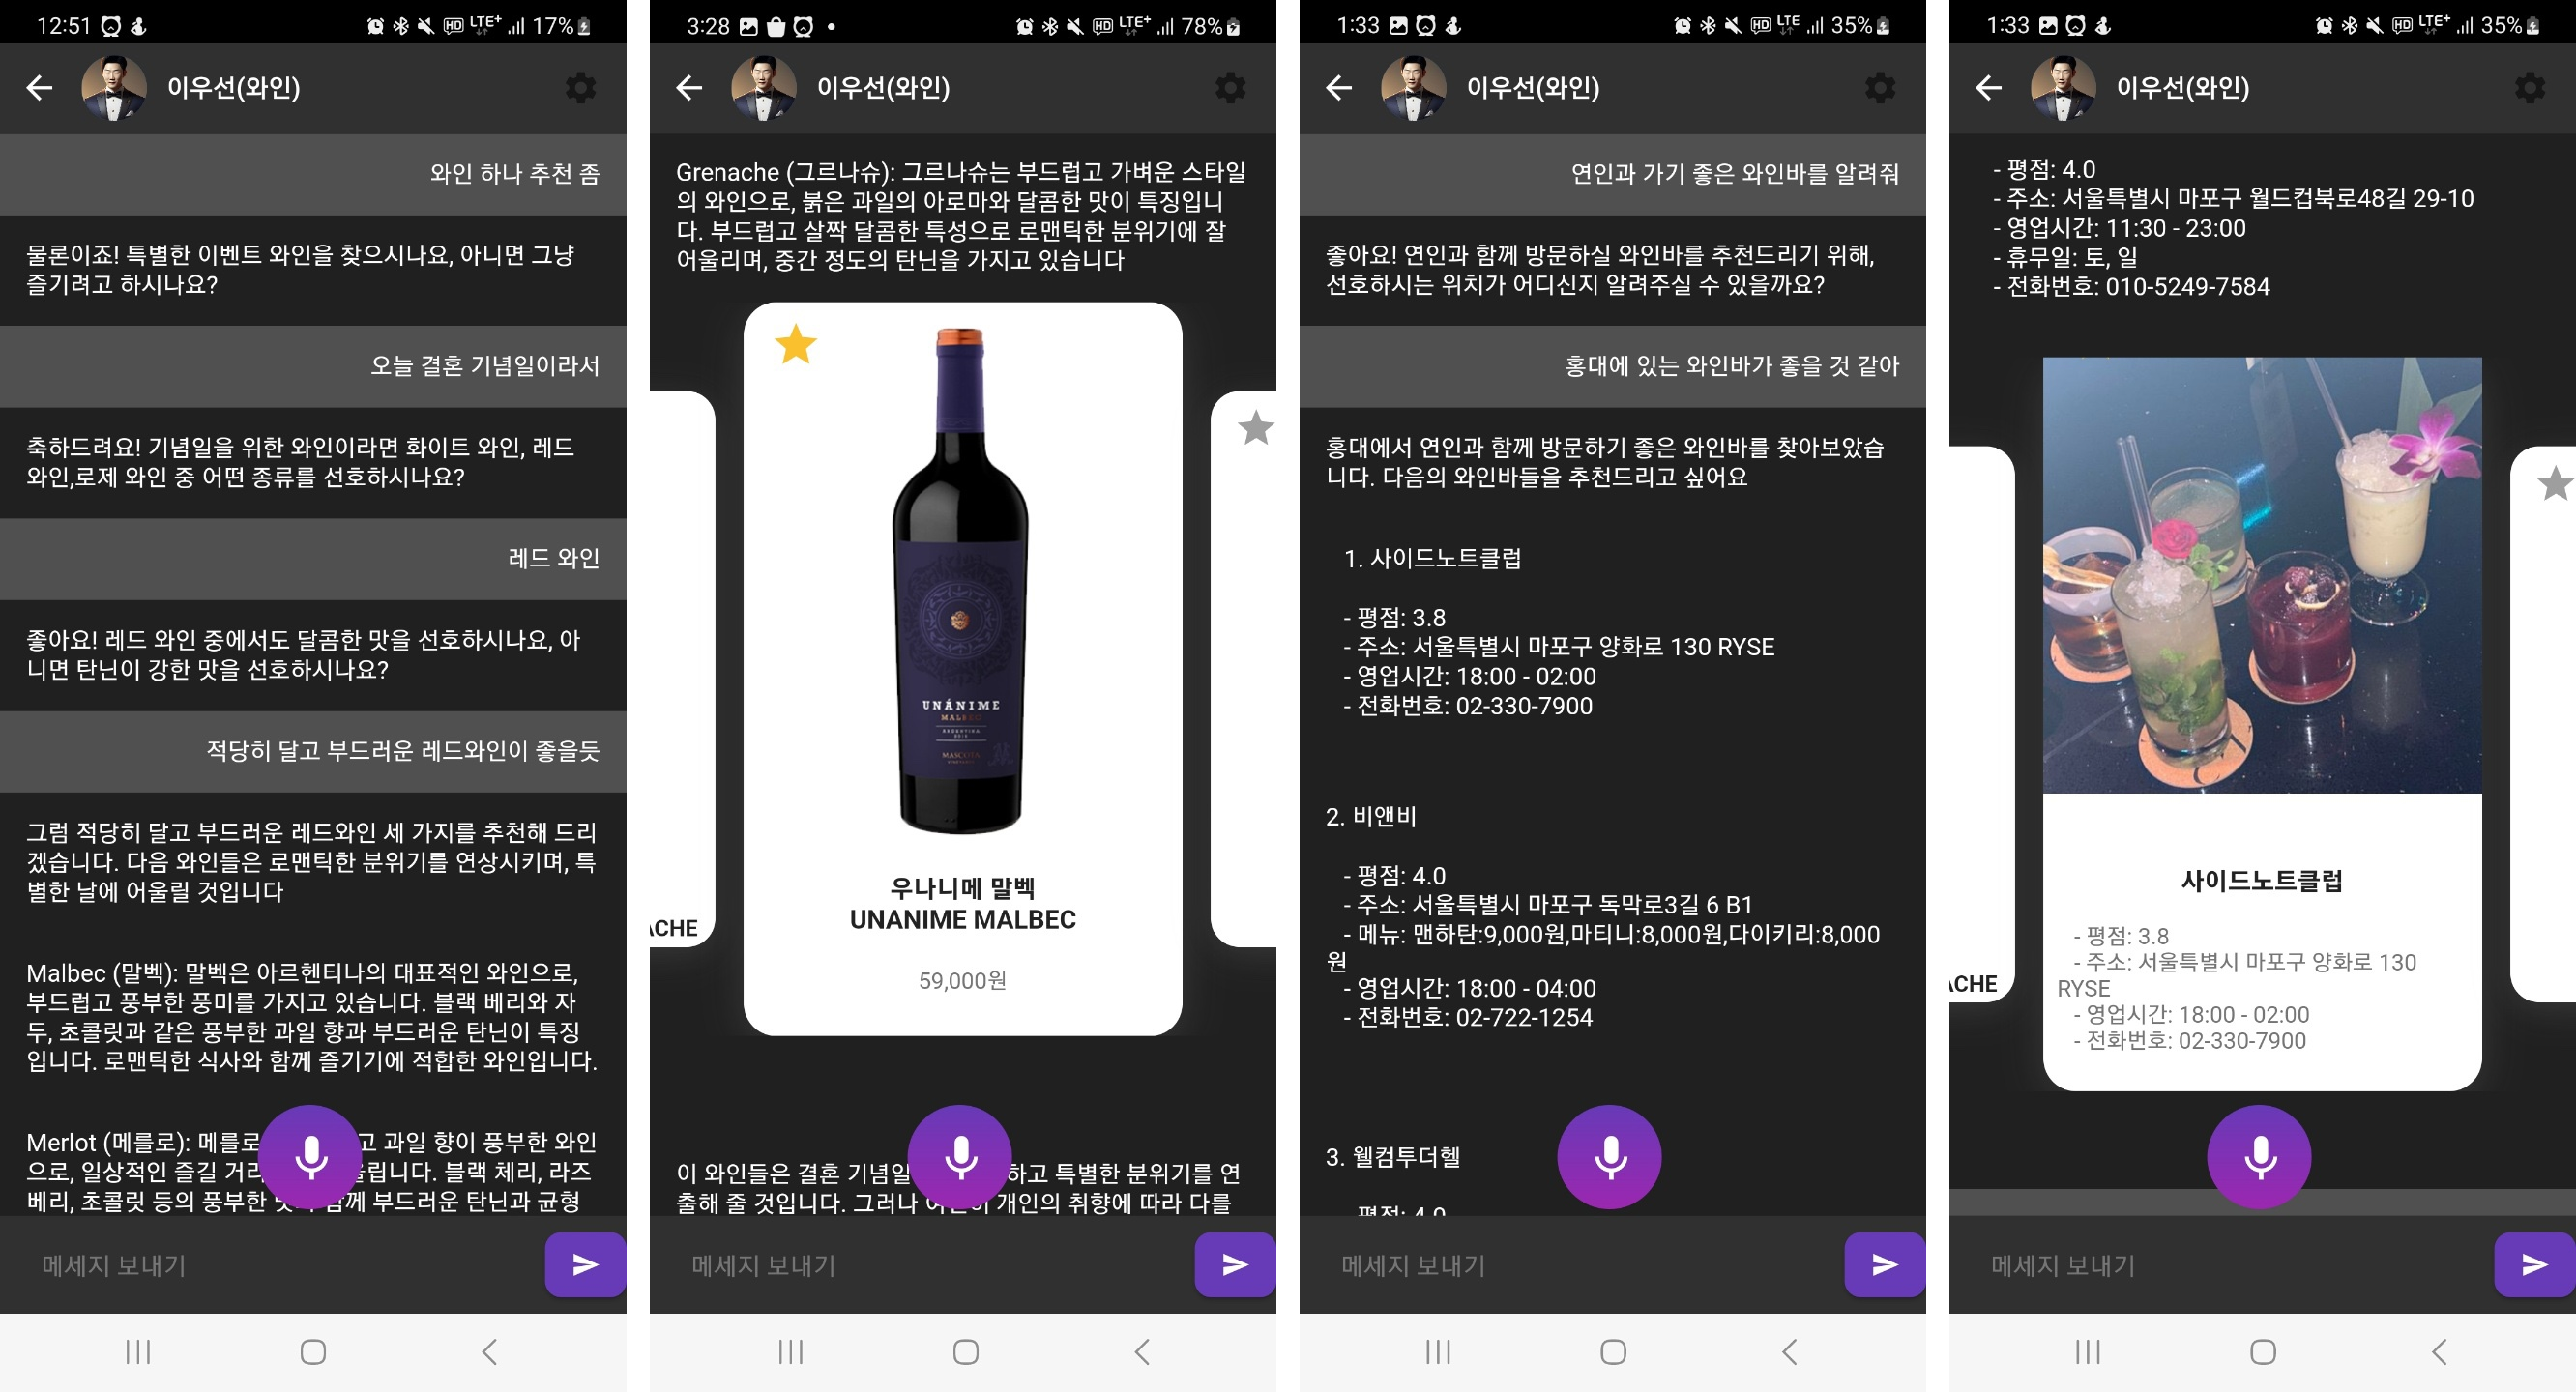 12:51
HD LTE+ 17%
이우선(와인)
와인 하나 추천 좀
물론이죠! 특별한 이벤트 와인을 찾으시나요, 아니면 그냥
즐기려고 하시나요?
오늘 결혼 기념일이라서
축하드려요! 기념일을 위한 와인이라면 화이트 와인, 레드
와인,로제 와인 중 어떤 종류를 선호하시나요?
레드 와인
좋아요! 레드 와인 중에서도 달콤한 맛을 선호하시나요, 아
니면 탄닌이 강한 맛을 선호하시나요?
적당히 달고 부드러운 레드와인이 좋을듯
그럼 적당히 달고 부드러운 레드와인 세 가지를 추천해 드리
겠습니다. 다음 와인들은 로맨틱한 분위기를 연상시키며, 특
별한 날에 어울릴 것입니다
Malbec (말벡): 말벡은 아르헨티나의 대표적인 와인으로,
부드럽고 풍부한 풍미를 가지고 있습니다. 블랙 베리와 자
두, 초콜릿과 같은 풍부한 과일 향과 부드러운 탄닌이 특징
입니다. 로맨틱한 식사와 함께 즐기기에 적합한 와인입니다.
Merlot (메를로): 메를로 고 과일 향이 풍부한 와인
으로, 일상적인 즐길 거리 립니다. 블랙 체리, 라즈
베리, 초콜릿 등의 풍부한 부드러운 탄닌과 균형
메세지 보내기
3:28
HD LTE+ 78%
이우선(와인)
Grenache (그르나슈): 그르나슈는 부드럽고 가벼운 스타일
의 와인으로, 붉은 과일의 아로마와 달콤한 맛이 특징입니
다. 부드럽고 살짝 달콤한 특성으로 로맨틱한 분위기에 잘
어울리며, 중간 정도의 탄닌을 가지고 있습니다
UNÁNIME
MALBEC
ARGENTINA
MASCOTA
VINEYARDS
우나니메 말벡
UNANIME MALBEC
59,000원
ACHE
이 와인들은 결혼 기념일 하고 특별한 분위기를 연
출해 줄 것입니다. 그러나 개인의 취향에 따라 다를
메세지 보내기
1:33
HD LTE 35%
이우선(와인)
연인과 가기 좋은 와인바를 알려줘
좋아요! 연인과 함께 방문하실 와인바를 추천드리기 위해,
선호하시는 위치가 어디신지 알려주실 수 있을까요?
홍대에 있는 와인바가 좋을 것 같아
홍대에서 연인과 함께 방문하기 좋은 와인바를 찾아보았습
니다. 다음의 와인바들을 추천드리고 싶어요
1. 사이드노트클럽
- 평점: 3.8
- 주소: 서울특별시 마포구 양화로 130 RYSE
- 영업시간: 18:00 - 02:00
- 전화번호: 02-330-7900
2. 비앤비
- 평점: 4.0
- 주소: 서울특별시 마포구 독막로3길 6 B1
- 메뉴: 맨하탄:9,000원,마티니:8,000원,다이키리:8,000
원
- 영업시간: 18:00 - 04:00
- 전화번호: 02-722-1254
3. 웰컴투더헬
- 평점: 4.0
메세지 보내기
1:33
HD LTE+ 35%
이우선(와인)
- 평점: 4.0
- 주소: 서울특별시 마포구 월드컵북로48길 29-10
- 영업시간: 11:30 - 23:00
- 휴무일: 토, 일
- 전화번호: 010-5249-7584
사이드노트클럽
- 평점: 3.8
- 주소: 서울특별시 마포구 양화로 130
RYSE
- 영업시간: 18:00 - 02:00
- 전화번호: 02-330-7900
ACHE
메세지 보내기